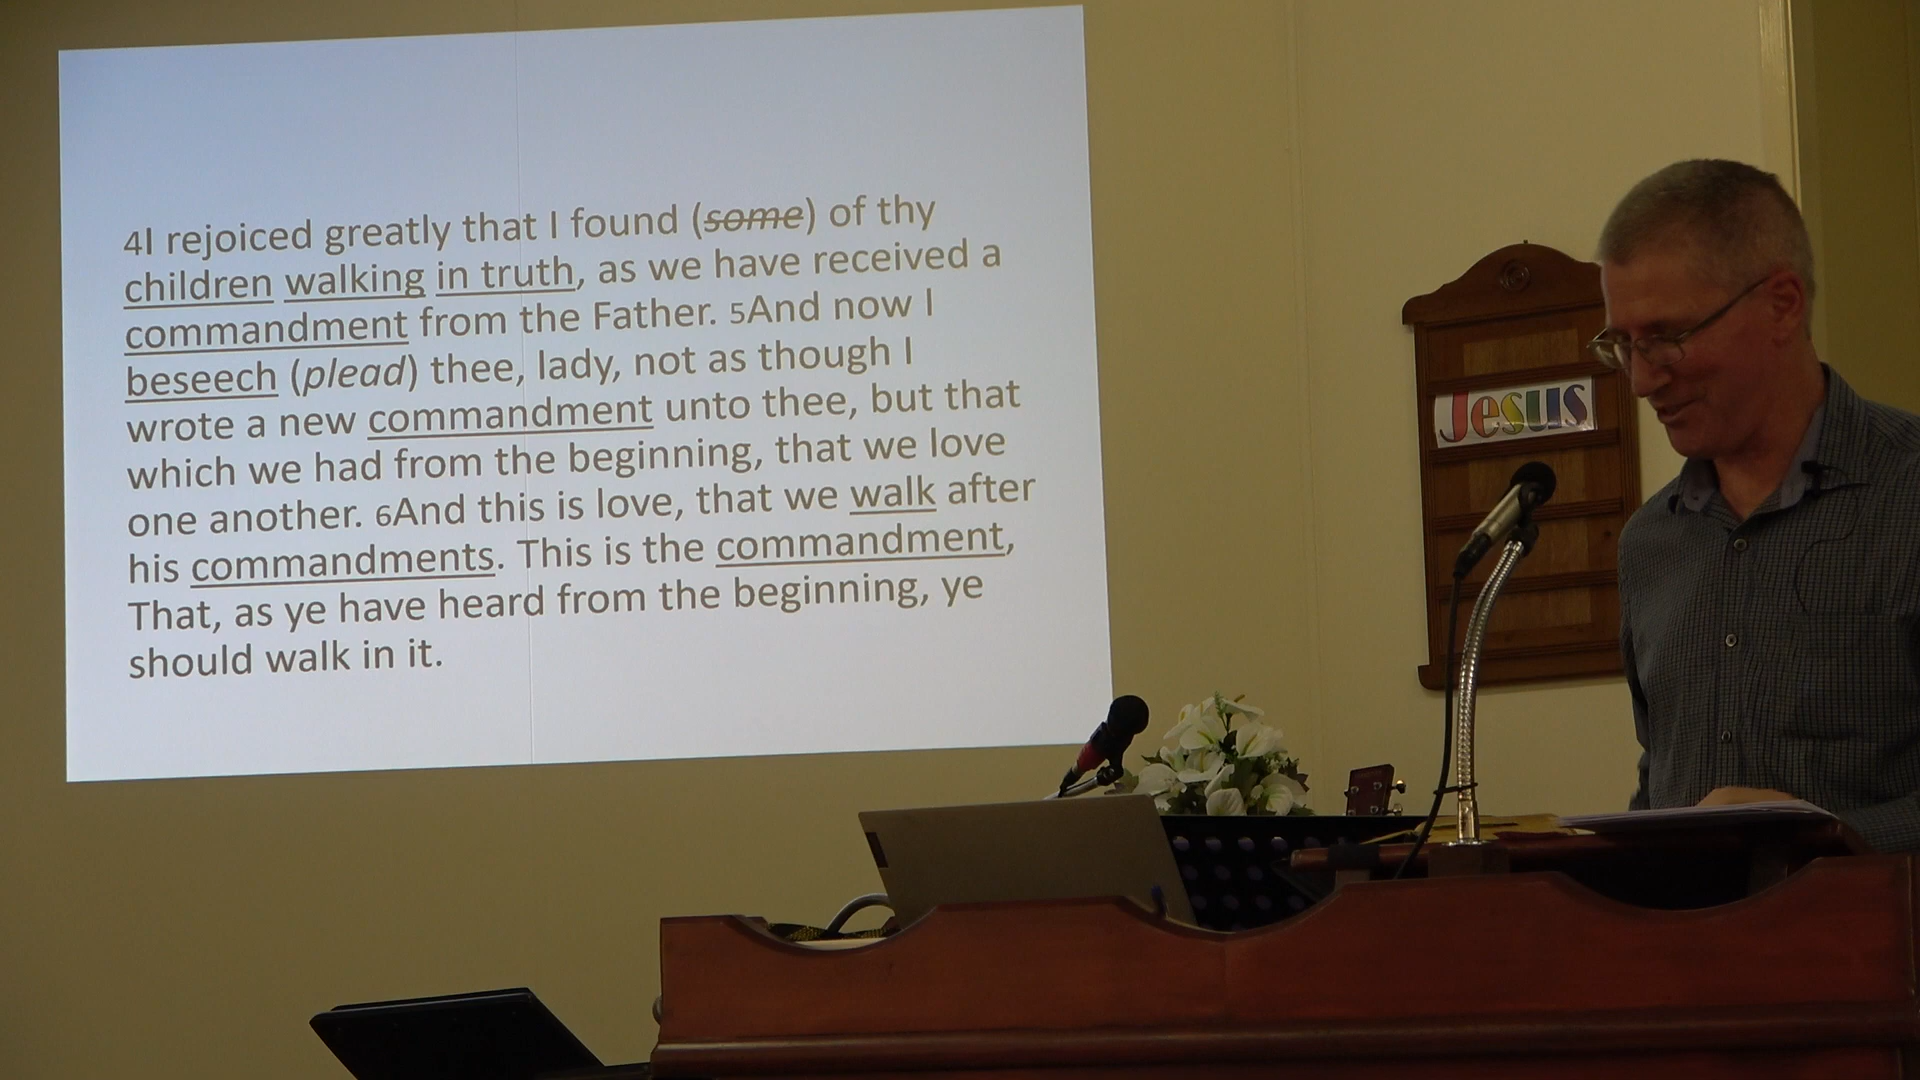 4I rejoiced greatly that I found (some) of thy
children walking in truth, as we have received a
commandment from the Father. 5And now I
beseech (plead) thee, lady, not as though I
wrote a new commandment unto thee, but that
which we had from the beginning, that we love
one another. 6And this is love, that we walk after
his commandments. This is the commandment,
That, as ye have heard from the beginning, ye
should walk in it.
Jesus